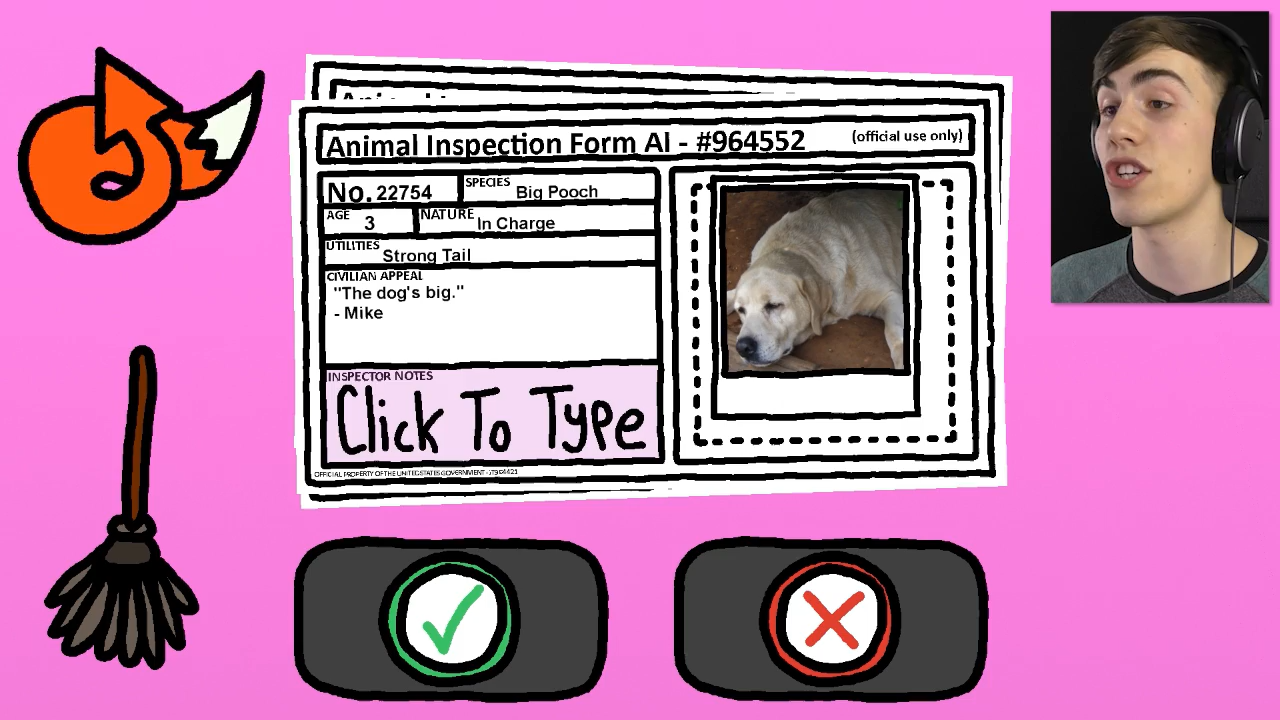 Animal Inspection Form AI - #964552
(official use only)
No. 22754
SPECIES Big Pooch
AGE 3
NATURE In Charge
UTILITIES Strong Tail
CIVILIAN APPEAL
"The dog's big."
- Mike
INSPECTOR NOTES
Click To Type